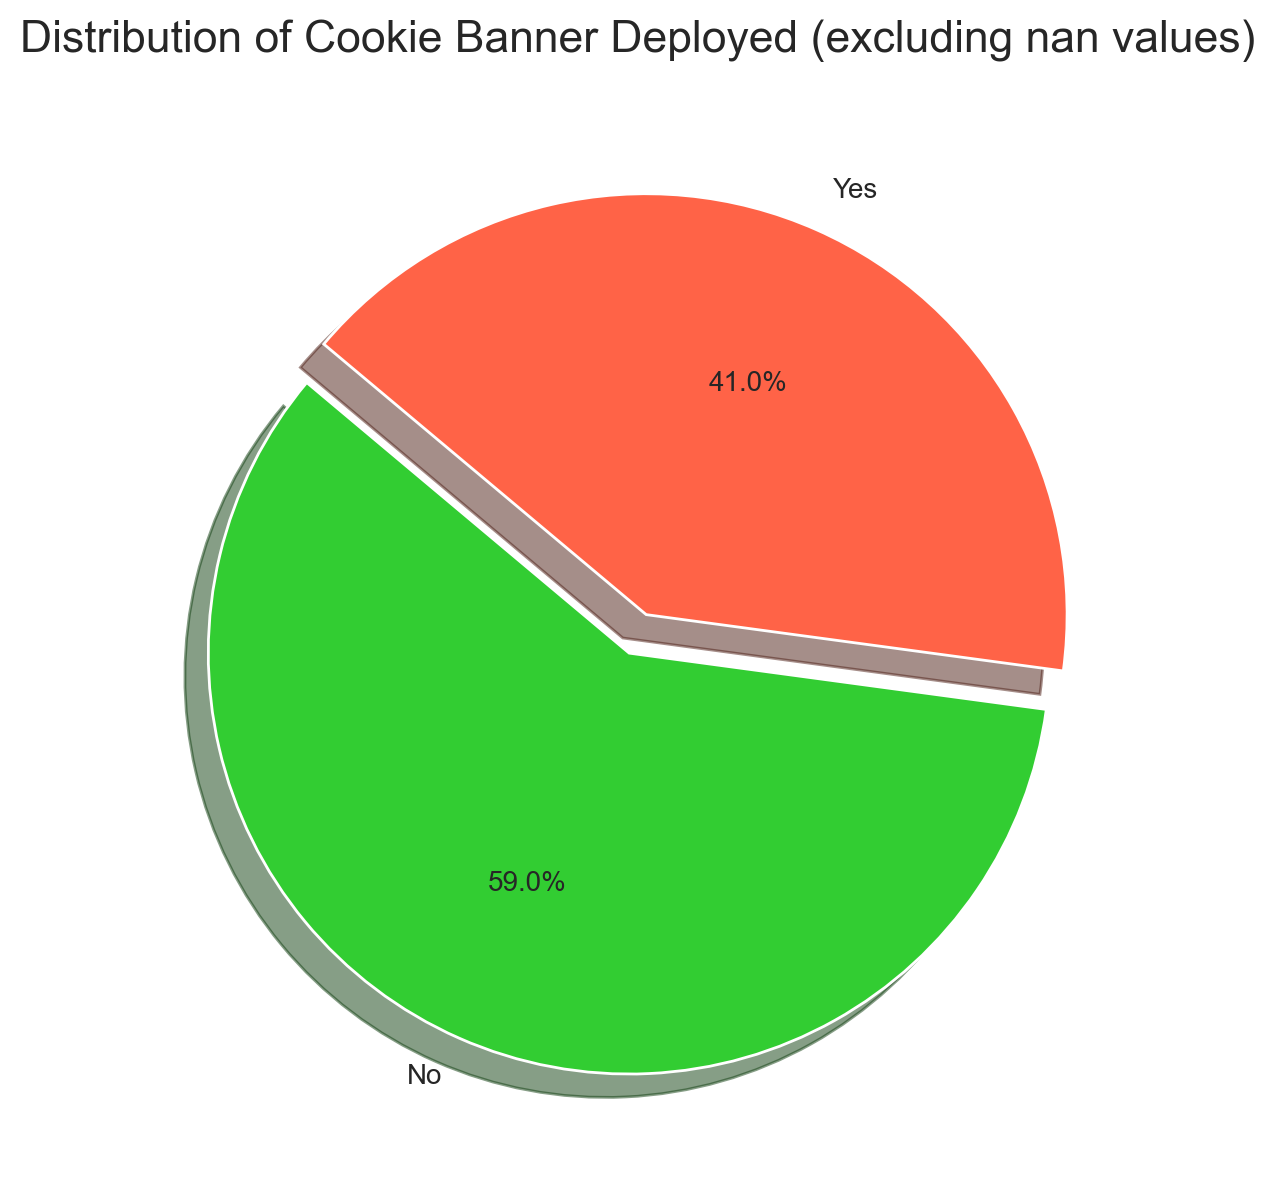 Distribution of Cookie Banner Deployed (excluding nan values)
Yes
41.0%
59.0%
No